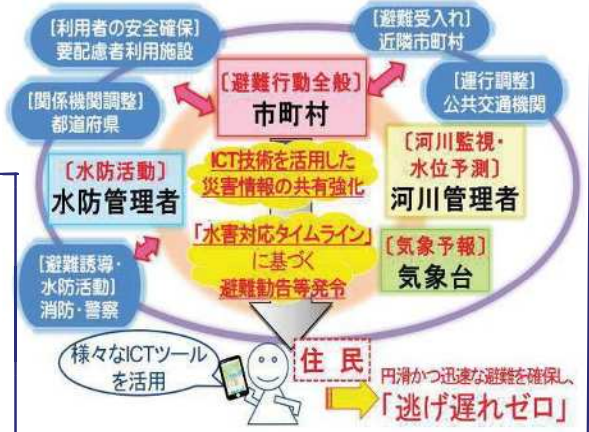 [利用者の安全確保]
要配慮者利用施設
[避難受入れ]
近隣市町村
[関係機関調整]
都道府県
[避難行動全般]
市町村
[運行調整]
公共交通機関
〔水防活動〕
水防管理者
ICT技術を活用した
災害情報の共有強化
〔河川監視・
水位予測〕
河川管理者
「水害対応タイムライン」
に基づく
避難勧告等発令
〔気象予報〕
気象台
[避難誘導・
水防活動]
消防・警察
様々なICTツール
を活用
住民
円滑かつ迅速な避難を確保し、
「逃げ遅れゼロ」